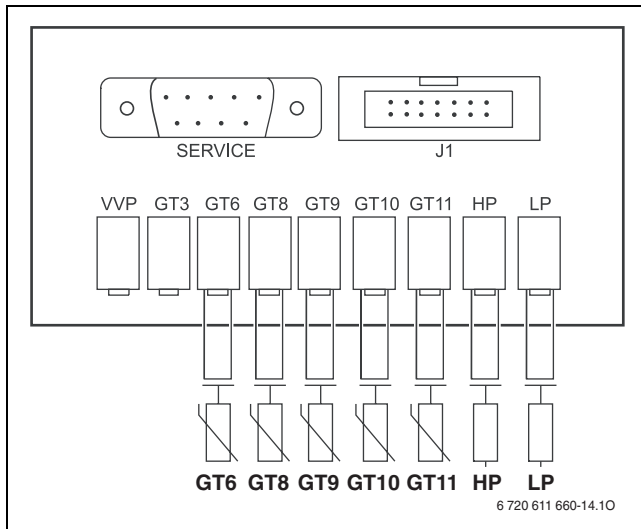 SERVICE J1
VVP GT3 GT6 GT8 GT9 GT10 GT11 HP LP
GT6 GT8 GT9 GT10 GT11 HP LP
6 720 611 660-14.1O